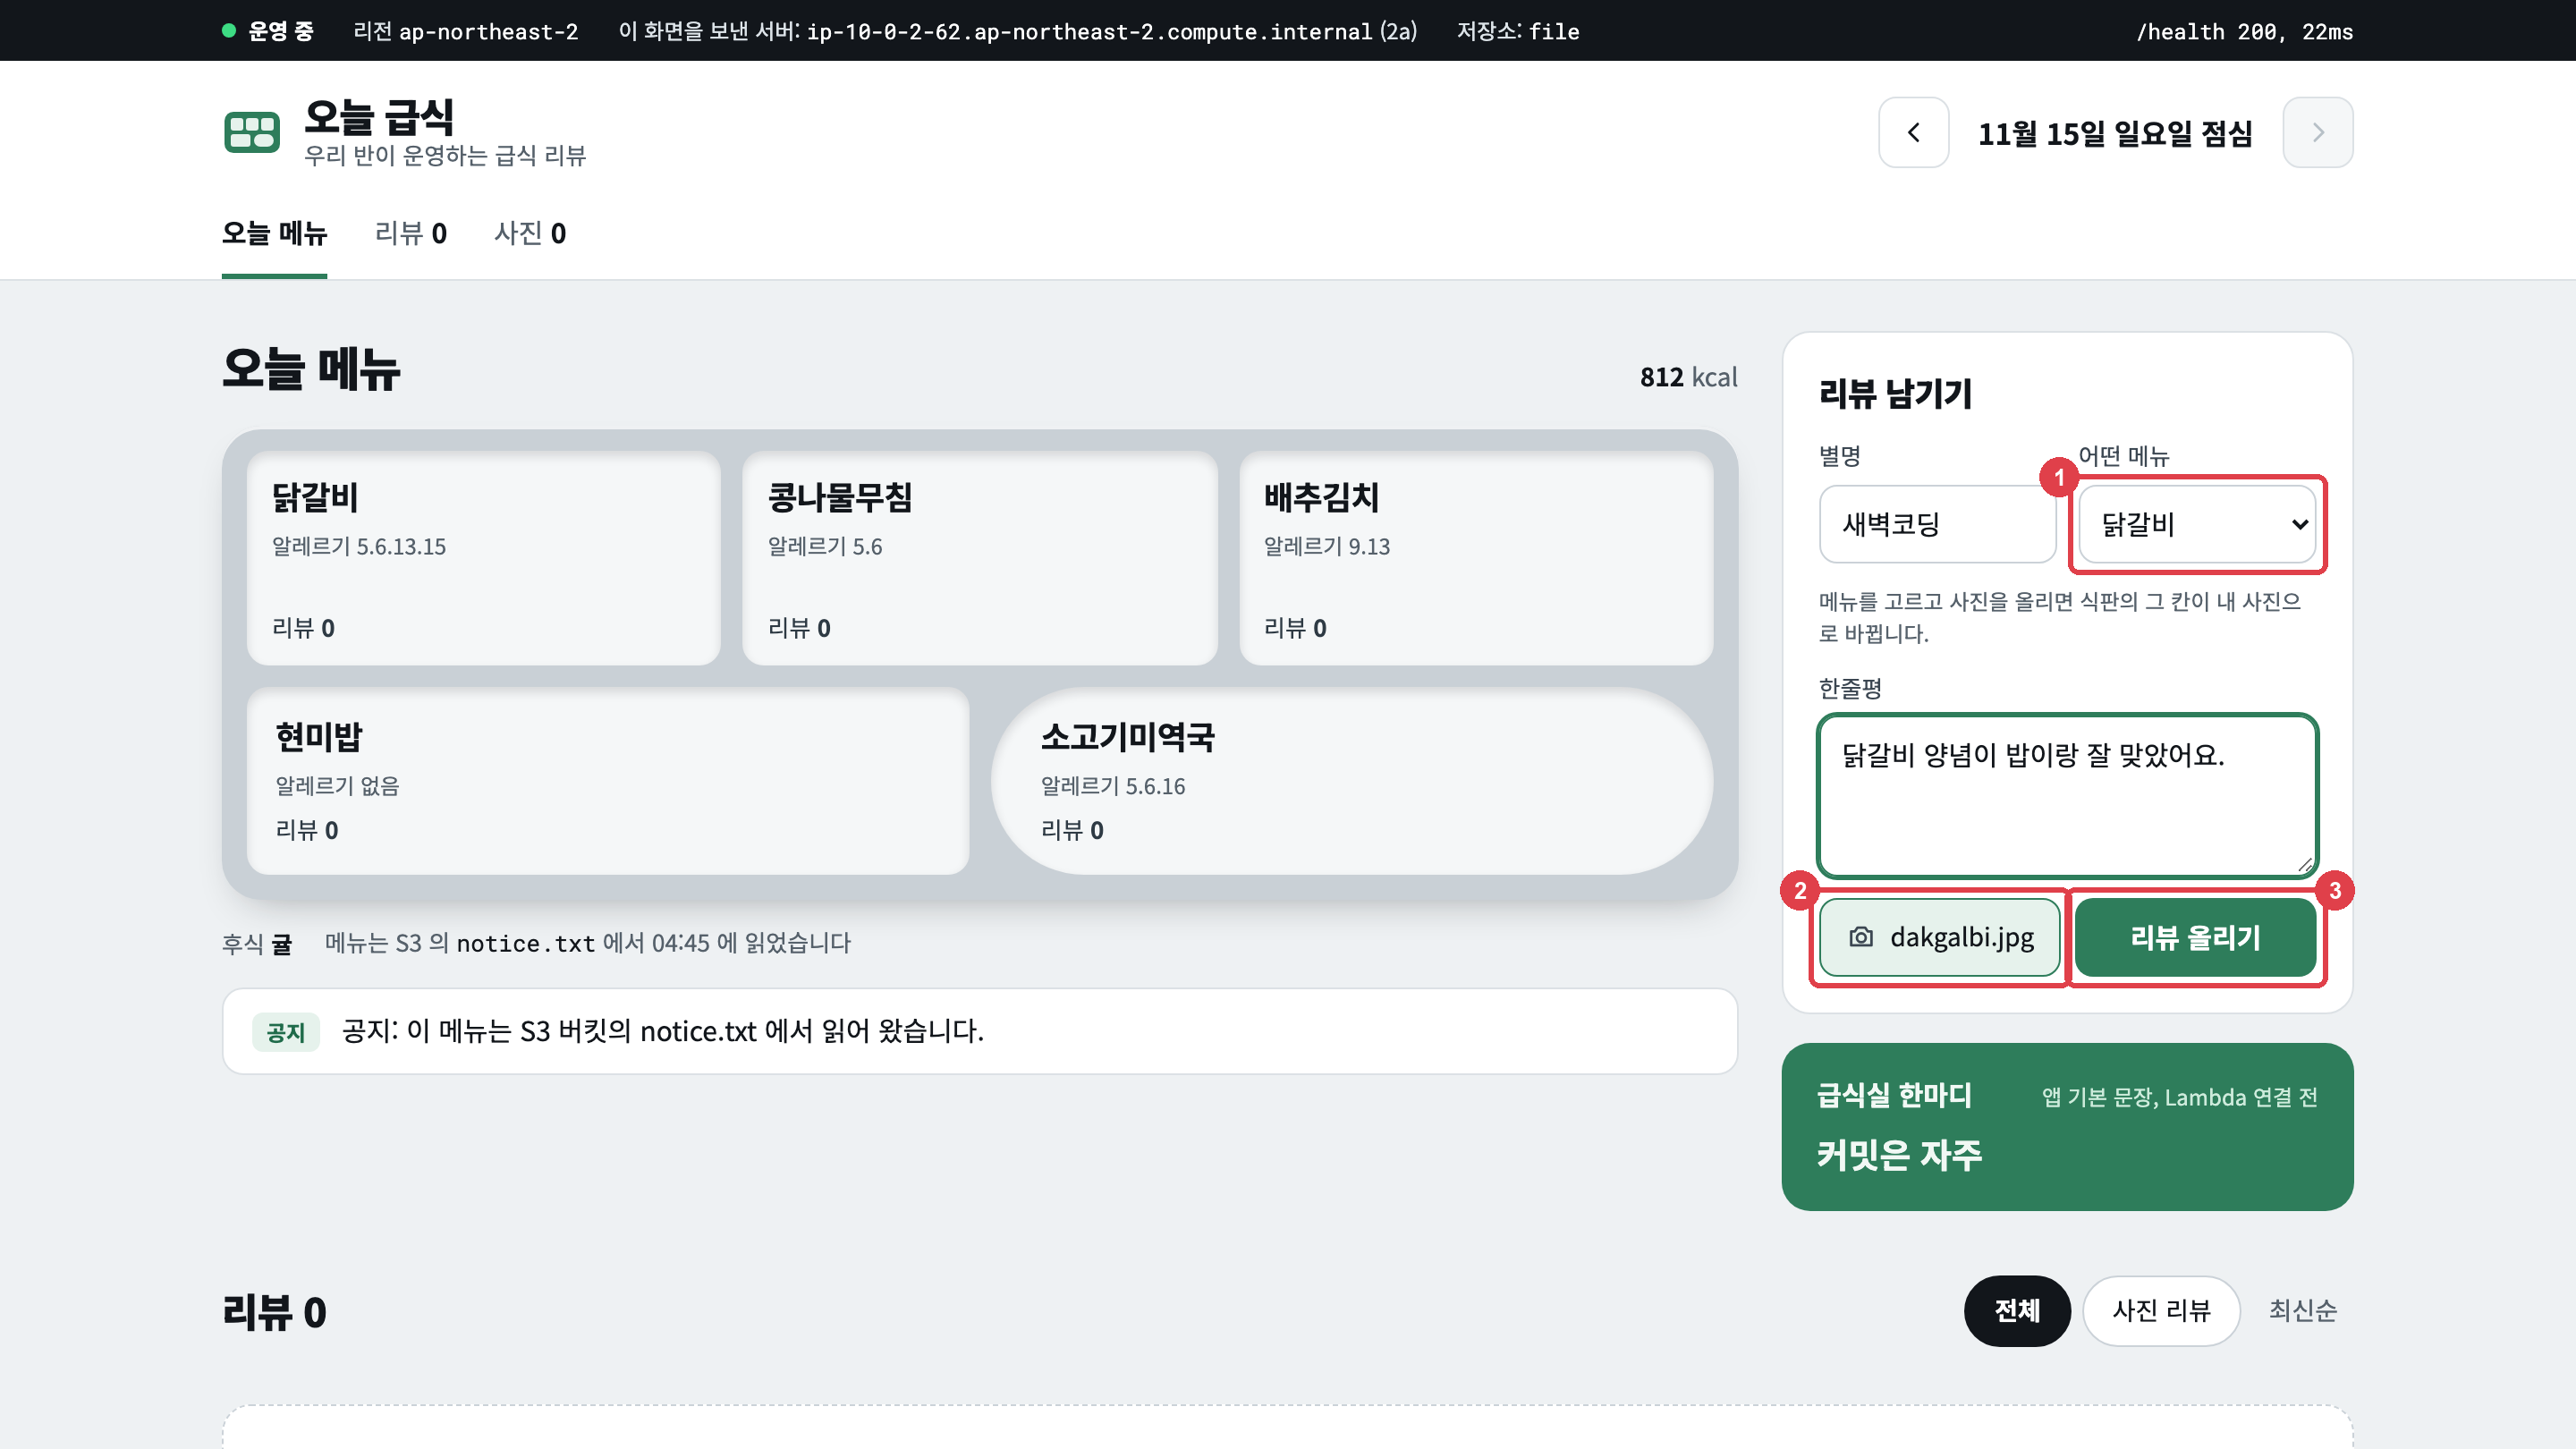 운영 중 리전 ap-northeast-2 이 화면을 보낸 서버: ip-10-0-2-62.ap-northeast-2.compute.internal (2a) 저장소: file /health 200, 22ms
오늘 급식
우리 반이 운영하는 급식 리뷰
11월 15일 일요일 점심
오늘 메뉴 리뷰 0 사진 0
오늘 메뉴
812 kcal
닭갈비
알레르기 5.6.13.15
리뷰 0
콩나물무침
알레르기 5.6
리뷰 0
배추김치
알레르기 9.13
리뷰 0
현미밥
알레르기 없음
리뷰 0
소고기미역국
알레르기 5.6.16
리뷰 0
후식 귤 메뉴는 S3 의 notice.txt 에서 04:45 에 읽었습니다
공지 공지: 이 메뉴는 S3 버킷의 notice.txt 에서 읽어 왔습니다.
리뷰 남기기
별명
새벽코딩
1
어떤 메뉴
닭갈비
메뉴를 고르고 사진을 올리면 식판의 그 칸이 내 사진으
로 바뀝니다.
한줄평
닭갈비 양념이 밥이랑 잘 맞았어요.
2
dakgalbi.jpg
3
리뷰 올리기
급식실 한마디 앱 기본 문장, Lambda 연결 전
커밋은 자주
리뷰 0
전체 사진 리뷰 최신순